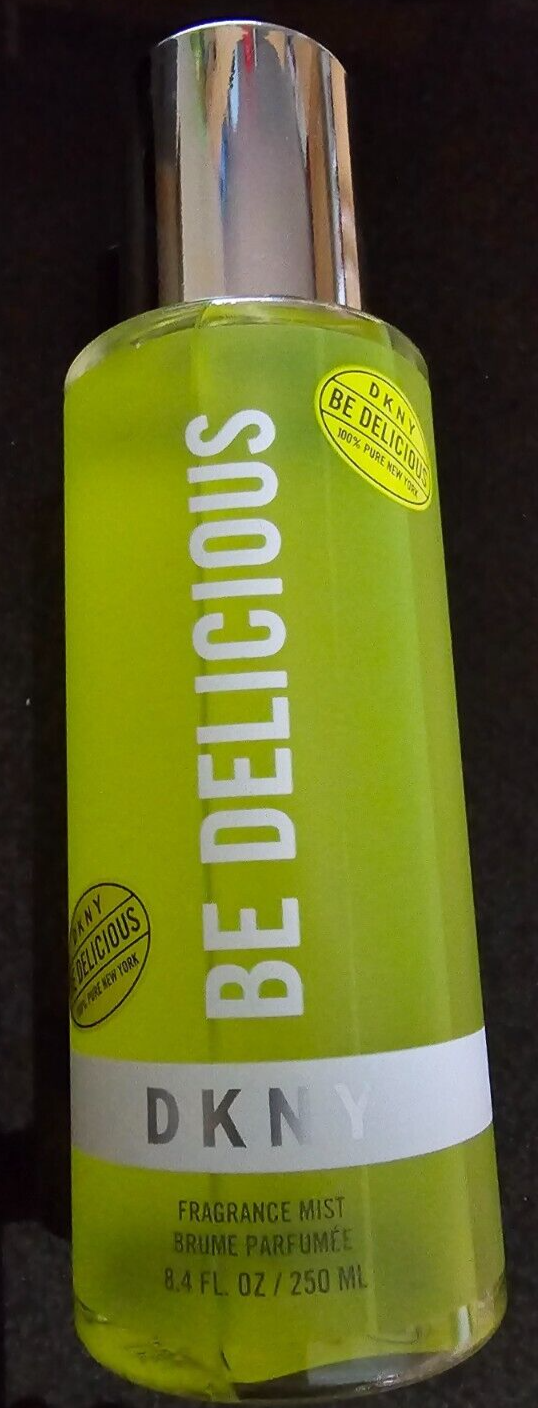 DKNY
BE DELICIOUS
100% PURE NEW YORK
BE DELICIOUS
DKNY
BE DELICIOUS
100% PURE NEW YORK
DKNY
FRAGRANCE MIST
BRUME PARFUMÉE
8.4 FL. OZ / 250 ML